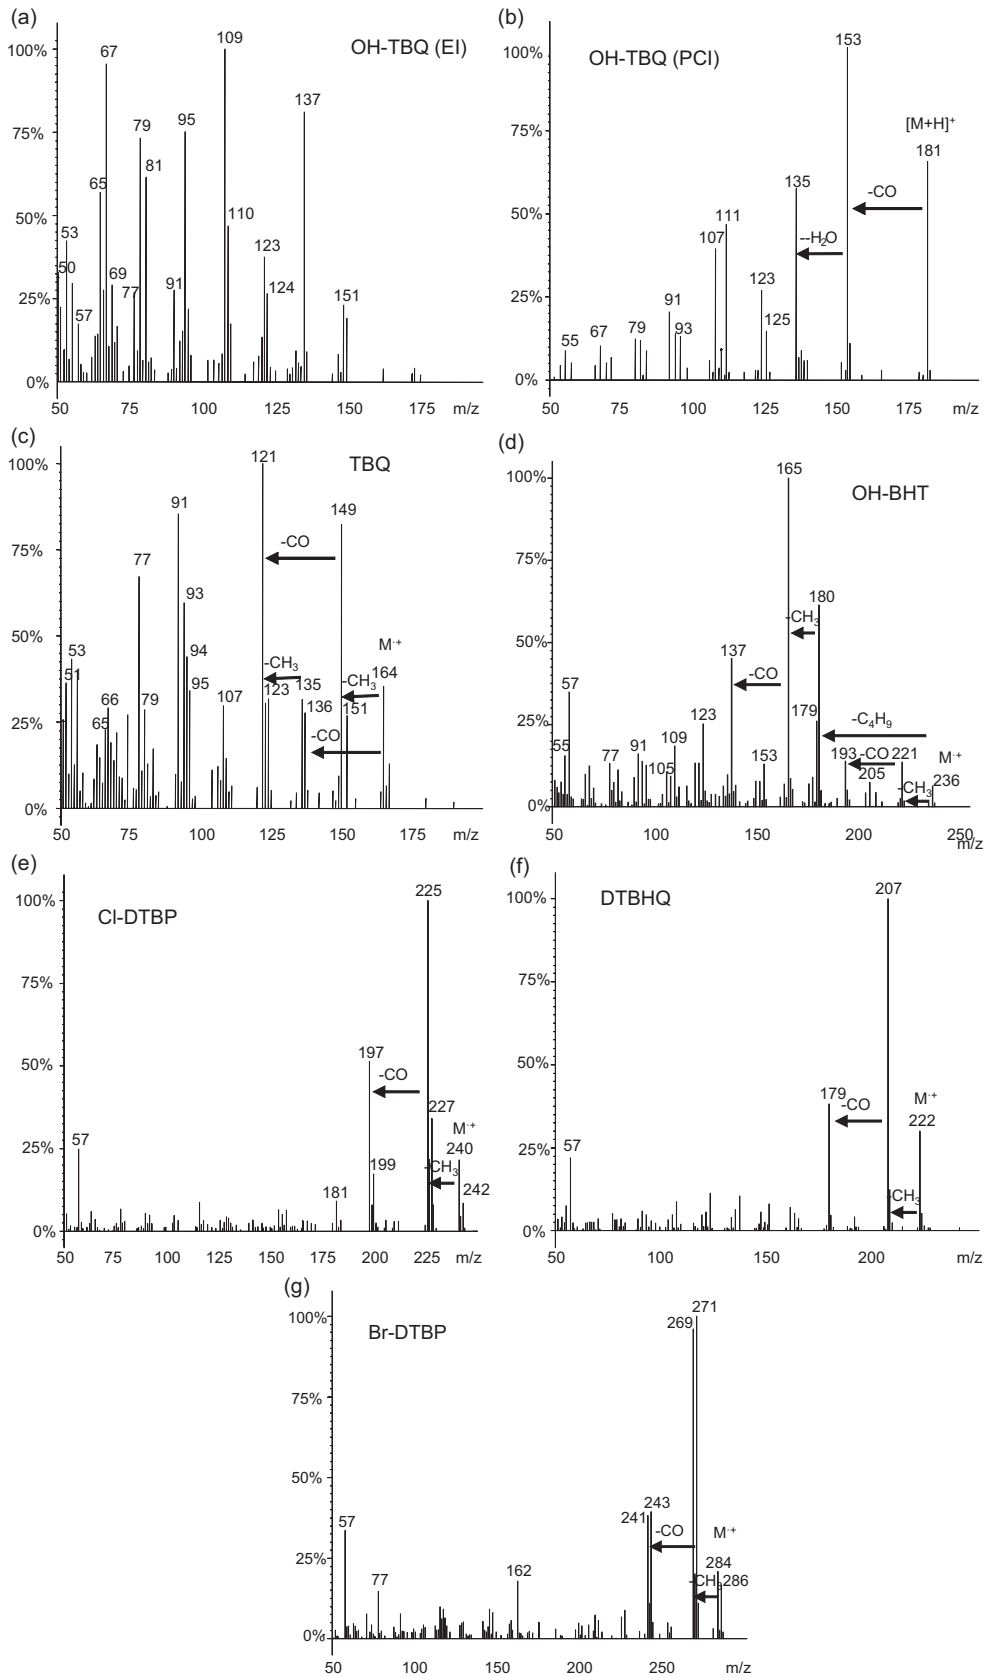 (a)
OH-TBQ (EI)
100%
75%
50%
25%
0%
109
67
137
79
95
81
65
110
53
123
50
69
77
91
124
151
57
50 75 100 125 150 175 m/z
(b)
OH-TBQ (PCI)
100%
75%
50%
25%
0%
153
[M+H]+
181
-CO
135
--H2O
111
107
123
91
125
55
67
79
93
50 75 100 125 150 175 m/z
(c)
TBQ
100%
75%
50%
25%
0%
121
149
91
-CO
77
93
53
94
M·+
164
-CH3
-CH3
51
95
123
135
66
79
107
136
151
65
-CO
50 75 100 125 150 175 m/z
(d)
OH-BHT
100%
75%
50%
25%
0%
165
180
-CH3
137
-CO
57
123
179
-C4H9
55
77
91
109
105
153
193
-CO
221
M·+
205
-CH3
236
50 100 150 200 250
m/z
(e)
Cl-DTBP
100%
75%
50%
25%
0%
225
197
-CO
227
M·+
57
240
199
-CH3
181
242
50 75 100 125 150 175 200 225 m/z
(f)
DTBHQ
100%
75%
50%
25%
0%
207
179
-CO
M·+
222
57
-CH3
50 100 150 200 m/z
(g)
Br-DTBP
100%
75%
50%
25%
0%
271
269
243
241
-CO
M·+
57
284
77
162
-CH3
286
50 100 150 200 250 m/z